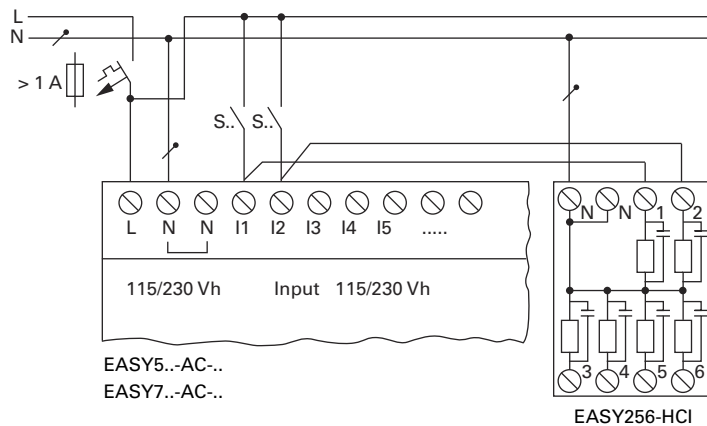 L
N
> 1 A
S.. S..
L N N I1 I2 I3 I4 I5 .....
N N 1 2
115/230 Vh Input 115/230 Vh
3 4 5 6
EASY5..-AC-..
EASY7..-AC-..
EASY256-HCI